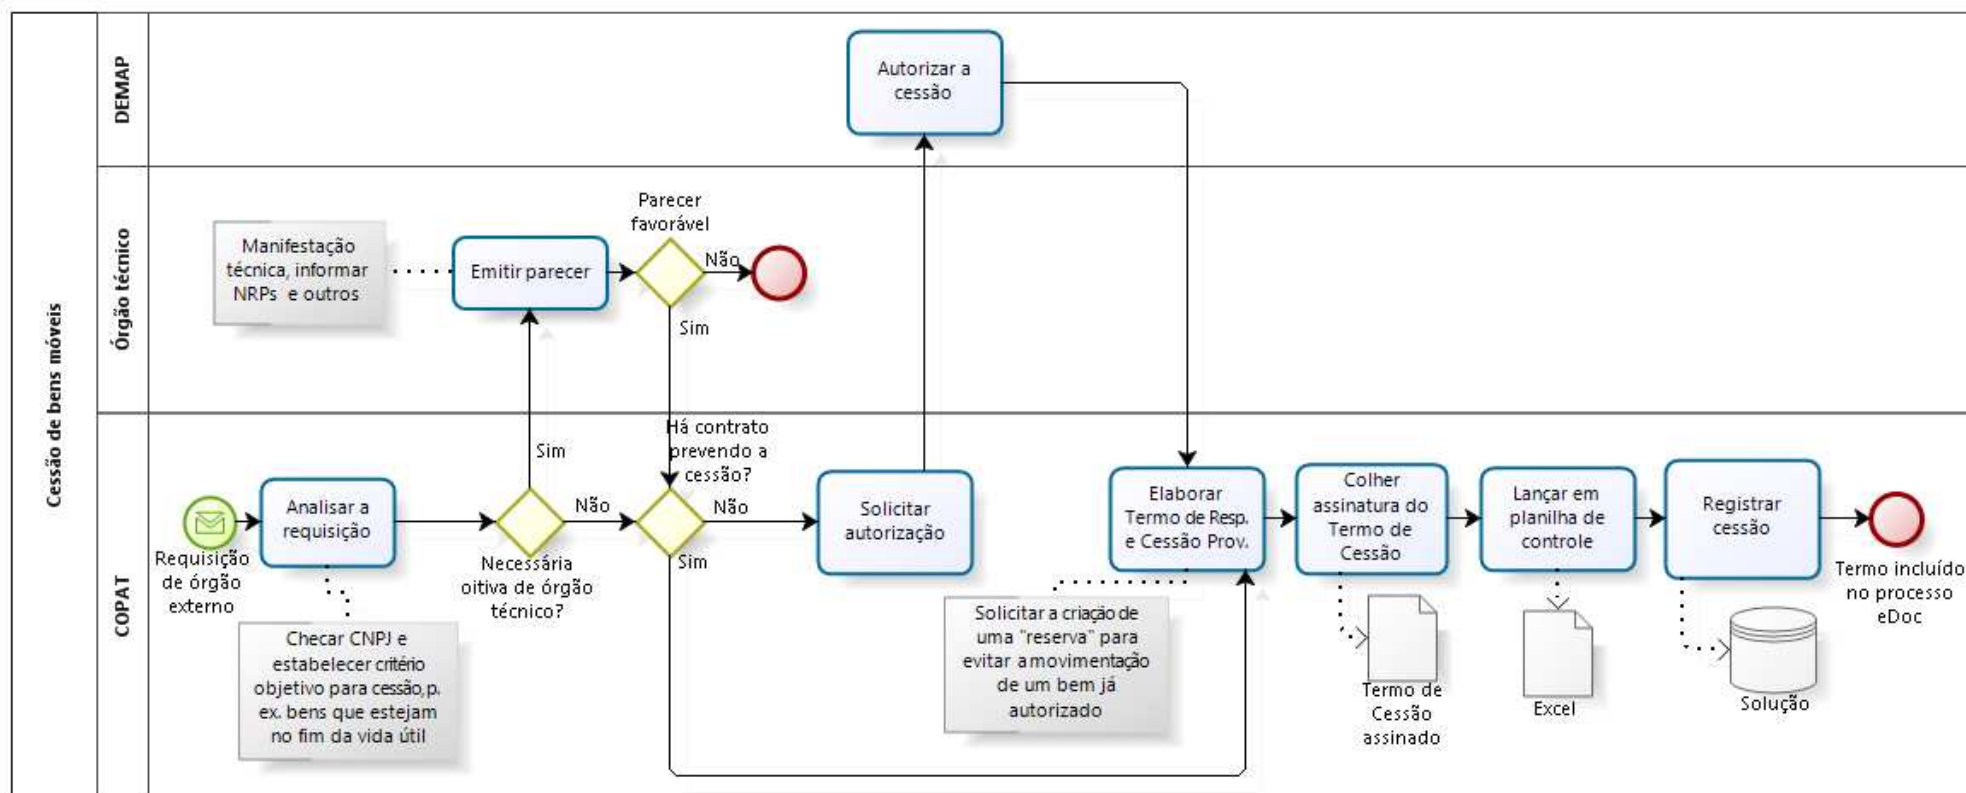 Cessão de bens móveis
DEMAP
Autorizar a
cessão
Órgão técnico
Manifestação
técnica, informar
NRPs e outros
Emitir parecer
Parecer
favorável
Não
Sim
COPAT
Requisição
de órgão
externo
Analisar a
requisição
Checar CNPJ e
estabelecer critério
objetivo para cessão, p.
ex. bens que estejam
no fim da vida útil
Sim
Não
Necessária
oitiva de órgão
técnico?
Há contrato
prevendo a
cessão?
Não
Sim
Solicitar
autorização
Elaborar
Termo de Resp.
e Cessão Prov.
Solicitar a criação de
uma "reserva" para
evitar a movimentação
de um bem já
autorizado
Colher
assinatura do
Termo de
Cessão
Termo de
Cessão
assinado
Lançar em
planilha de
controle
Excel
Registrar
cessão
Solução
Termo incluído
no processo
eDoc